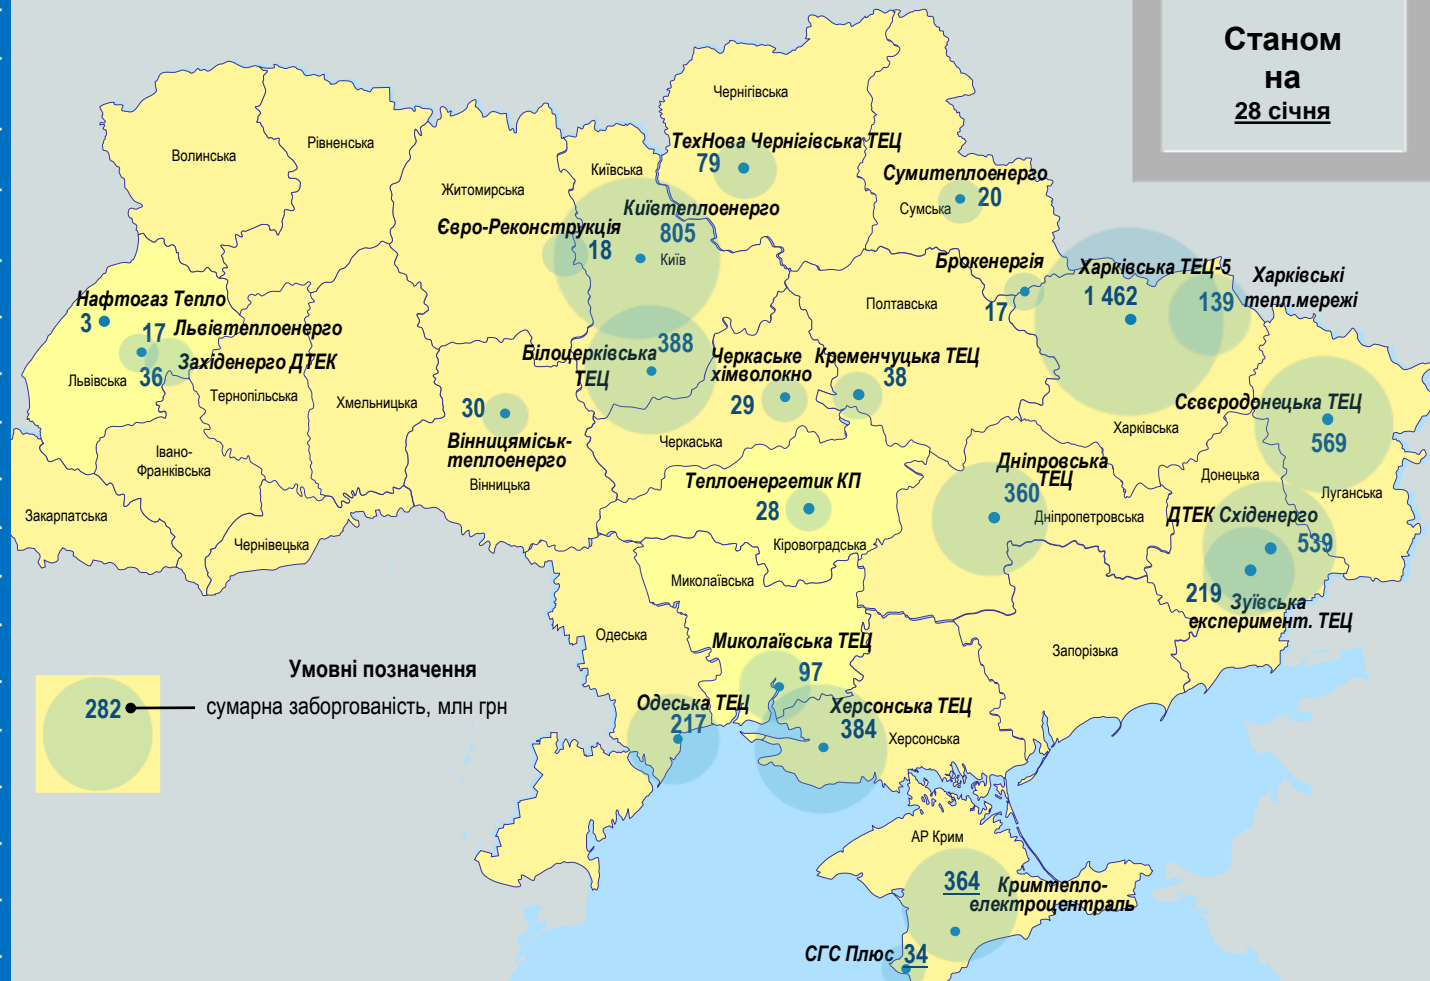 Станом
на
28 січня
Чернігівська
ТехНова Чернігівська ТЕЦ
79
Волинська
Рівненська
Житомирська
Київська
Сумитеплоенерго
20
Сумська
Київтеплоенерго
805
Київ
Євро-Реконструкція
18
Брокенергія
17
Харківська ТЕЦ-5
1 462
Харківські
тепл.мережі
139
Полтавська
Нафтогаз Тепло
3
17
Львівтеплоенерго
Західенерго ДТЕК
36
Львівська
Тернопільська
Хмельницька
Білоцерківська
ТЕЦ
388
Черкаське
хімволокно
29
Кременчуцька ТЕЦ
38
30
Вінницяміськ-
теплоенерго
Вінницька
Черкаська
Харківська
Сєвєродонецька ТЕЦ
569
Івано-
Франківська
Закарпатська
Чернівецька
Теплоенергетик КП
28
Кіровоградська
Дніпровська
ТЕЦ
360
Дніпропетровська
Донецька
Луганська
ДТЕК Східенерго
539
219
Зуївська
експеримент. ТЕЦ
Миколаївська
Одеська
Миколаївська ТЕЦ
97
Запорізька
Одеська ТЕЦ
217
Херсонська ТЕЦ
384
Херсонська
Умовні позначення
282
сумарна заборгованість, млн грн
АР Крим
364
Кримтепло-
електроцентраль
СГС Плюс
34